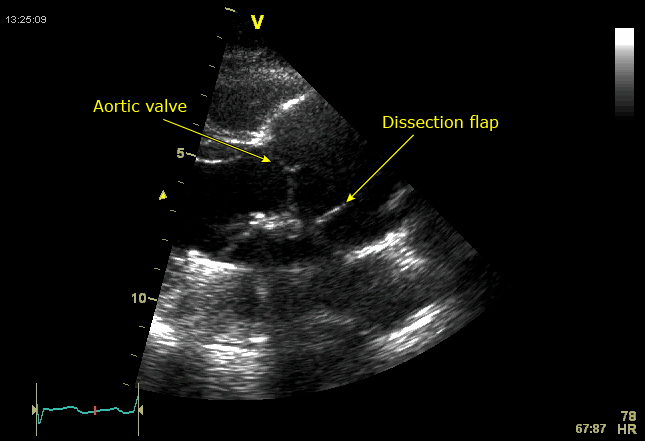 13:25:09
V
Aortic valve
Dissection flap
5
10
78
67:87 HR